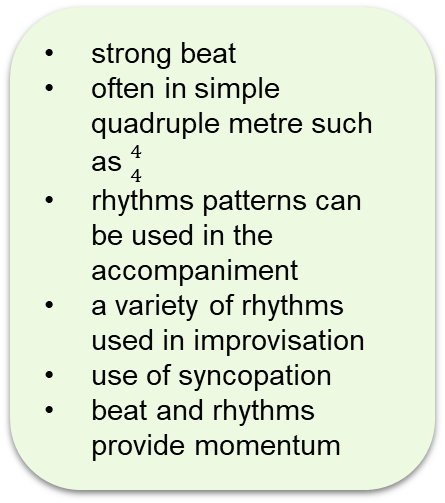 • strong beat
• often in simple
quadruple metre such
as 4
4
• rhythms patterns can
be used in the
accompaniment
• a variety of rhythms
used in improvisation
• use of syncopation
• beat and rhythms
provide momentum